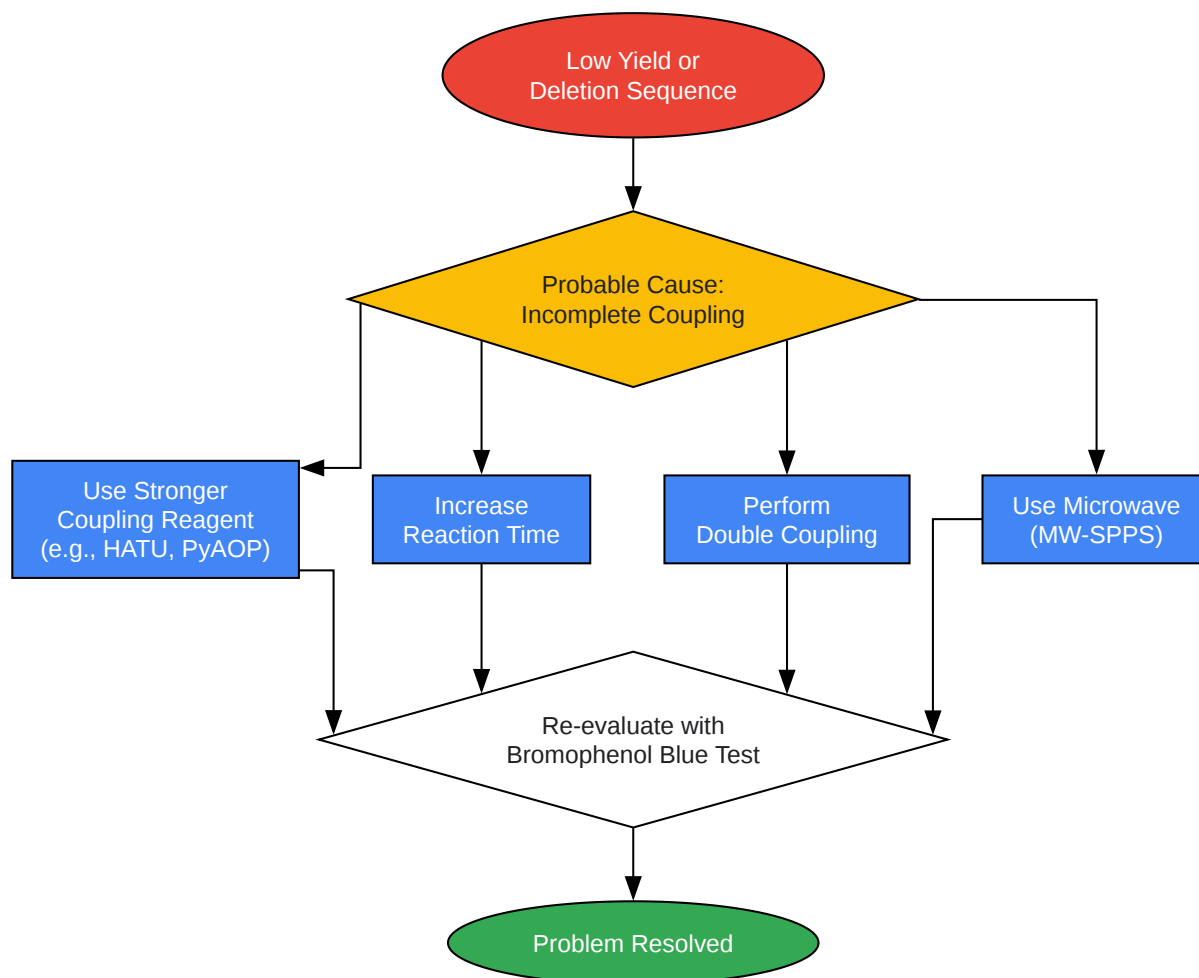 Low Yield or
Deletion Sequence
Probable Cause:
Incomplete Coupling
Use Stronger
Coupling Reagent
(e.g., HATU, PyAOP)
Increase
Reaction Time
Perform
Double Coupling
Use Microwave
(MW-SPPS)
Re-evaluate with
Bromophenol Blue Test
Problem Resolved